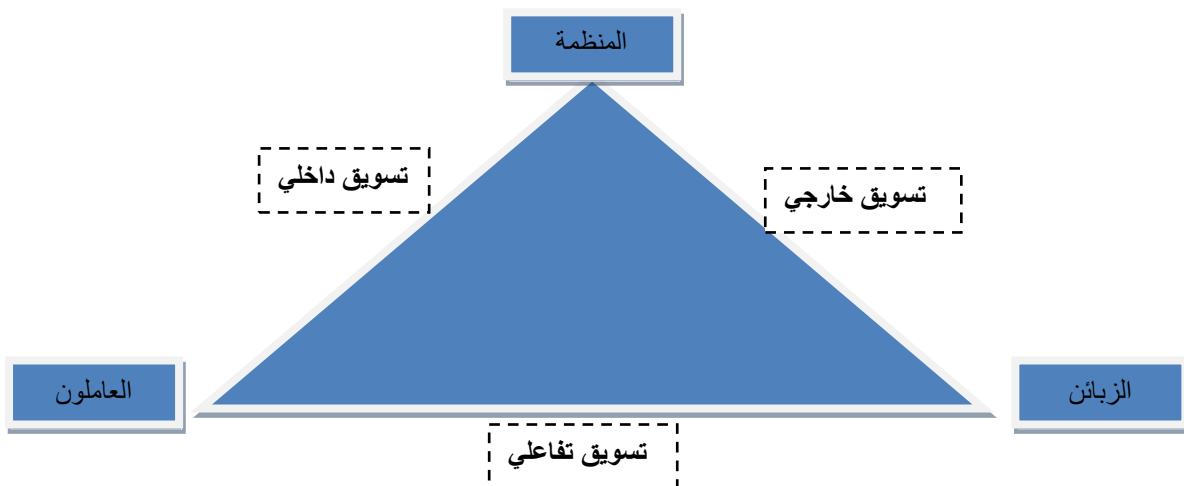 المنظمة
تسويق خارجي
تسويق داخلي
الزبائن
العاملون
تسويق تفاعلي